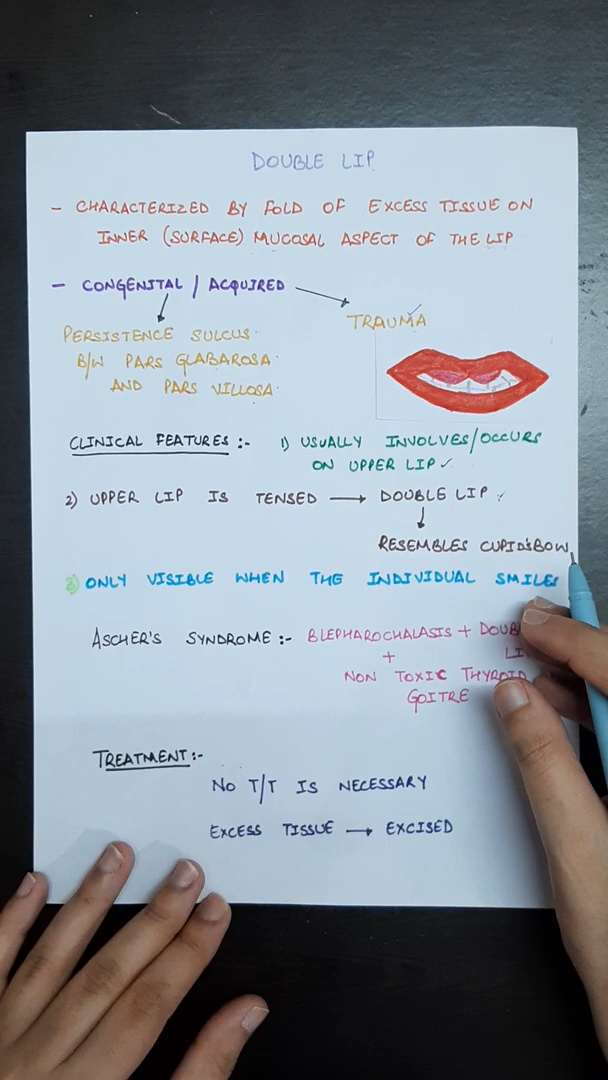 DOUBLE LIP
- CHARACTERIZED BY FOLD OF EXCESS TISSUE ON
INNER (SURFACE) MUCOSAL ASPECT OF THE LIP
- CONGENITAL / ACQUIRED
PERSISTENCE SULCUS
B/W PARS GLABAROSA
AND PARS VILLOSA
TRAUMA
CLINICAL FEATURES :- 1) USUALLY INVOLVES/OCCURS
ON UPPER LIP
2) UPPER LIP IS TENSED → DOUBLE LIP
RESEMBLES CUPID'S BOW
3) ONLY VISIBLE WHEN THE INDIVIDUAL SMILES
ASCHER'S SYNDROME :- BLEPHAROCHALASIS +
+
NON TOXIC THYROID
GOITRE
TREATMENT :-
NO T/T IS NECESSARY
EXCESS TISSUE → EXCISED